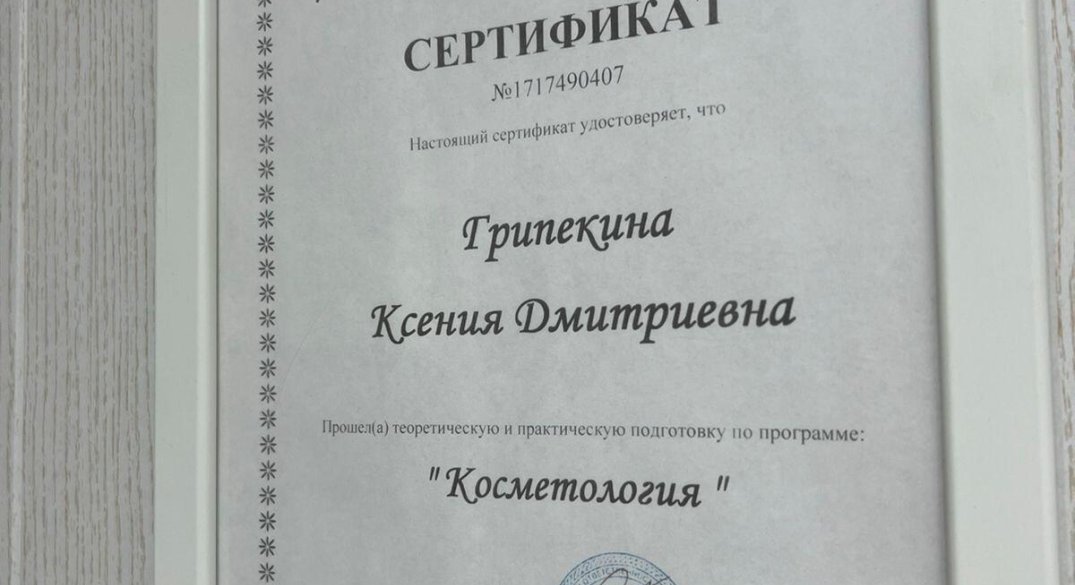 СЕРТИФИКАТ
№1717490407
Настоящий сертификат удостоверяет, что
Грипекина
Ксения Дмитриевна
Прошел(а) теоретическую и практическую подготовку по программе:
"Косметология "